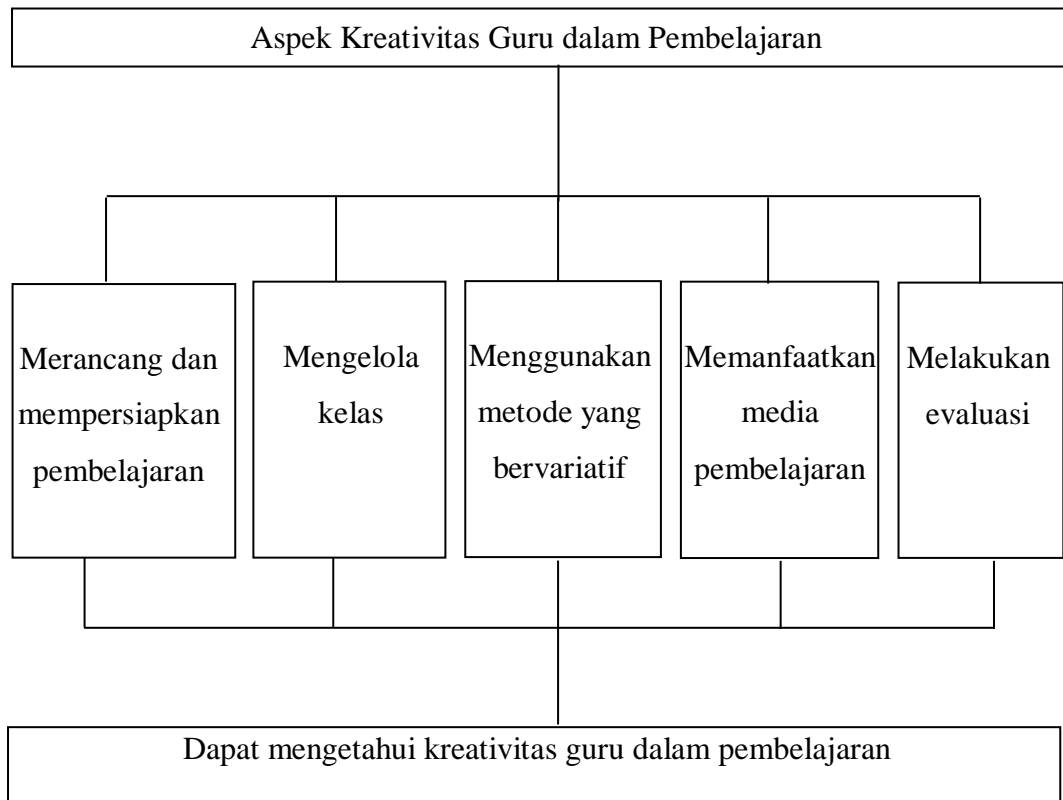 Aspek Kreativitas Guru dalam Pembelajaran
Merancang dan
mempersiapkan
pembelajaran
Mengelola
kelas
Menggunakan
metode yang
bervariatif
Memanfaatkan
media
pembelajaran
Melakukan
evaluasi
Dapat mengetahui kreativitas guru dalam pembelajaran